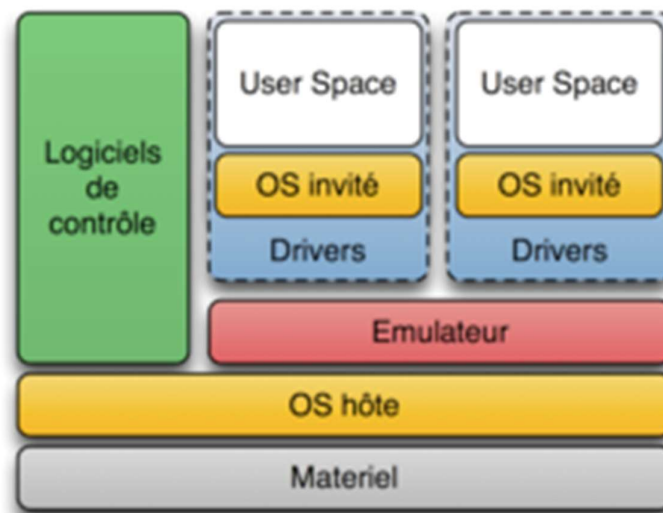 Logiciels
de
contrôle
User Space
OS invité
Drivers
User Space
OS invité
Drivers
Emulateur
OS hôte
Materiel